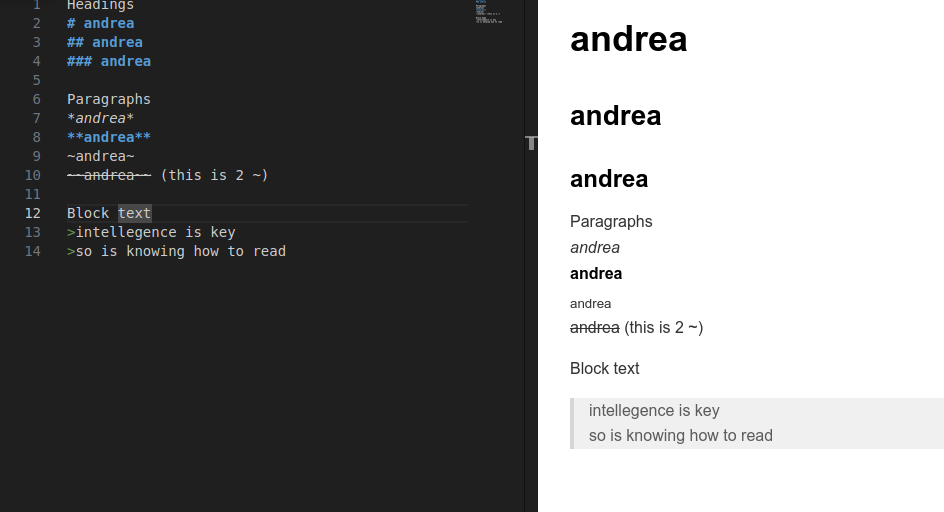 1 Headings
2 # andrea
3 ## andrea
4 ### andrea
5
6 Paragraphs
7 *andrea*
8 **andrea**
9 ~andrea~
10 ~~andrea~~ (this is 2 ~)
11
12 Block text
13 >intellegence is key
14 >so is knowing how to read
andrea
andrea
andrea
Paragraphs
andrea
andrea
andrea
andrea (this is 2 ~)
Block text
intellegence is key
so is knowing how to read